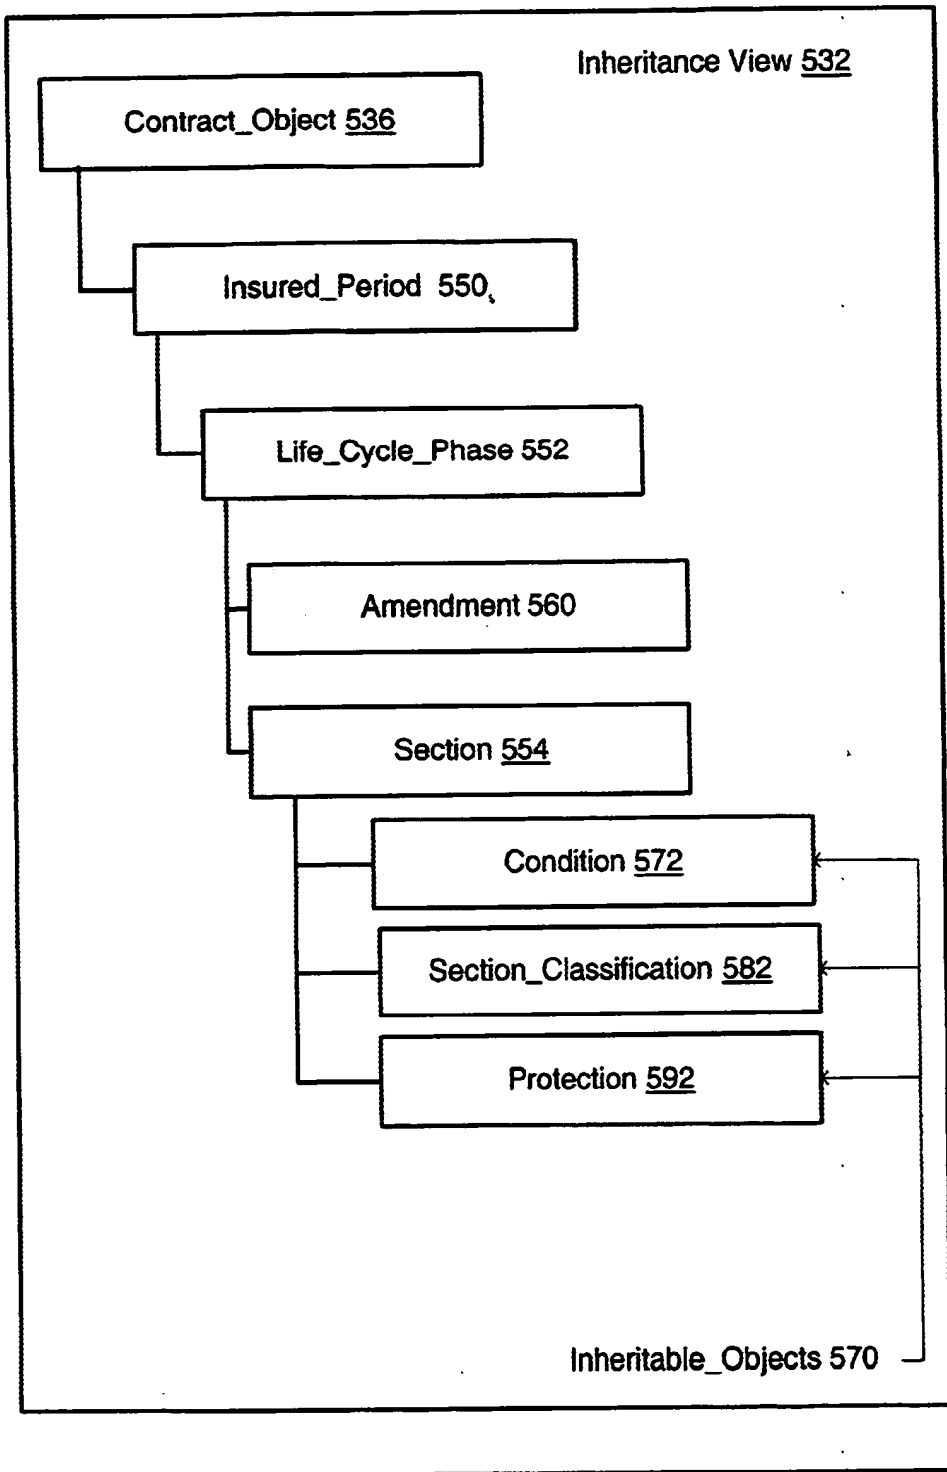 Inheritance View 532
Contract_Object 536
Insured_Period 550
Life_Cycle_Phase 552
Amendment 560
Section 554
Condition 572
Section_Classification 582
Protection 592
Inheritable_Objects 570